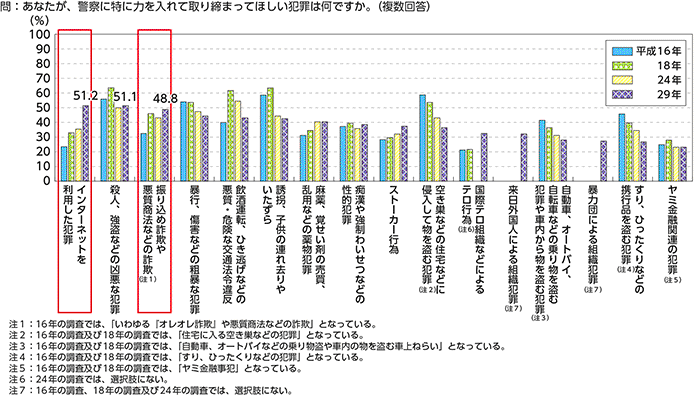 問：あなたが、警察に特に力を入れて取り締まってほしい犯罪は何ですか。（複数回答）
(%)
100
90
80
70
60
50
40
30
20
10
0
51.2
51.1
48.8
平成16年
18年
24年
29年
インターネットを
利用した犯罪
殺人、強盗などの凶悪な犯罪
振り込め詐欺や
悪質商法などの詐欺(注1)
暴行、傷害などの粗暴な犯罪
飲酒運転、ひき逃げなどの
悪質・危険な交通法令違反
誘拐、子供の連れ去りや
いたずら
麻薬、覚せい剤の売買、
乱用などの薬物犯罪
痴漢や強制わいせつなどの
性的犯罪
ストーカー行為
空き巣などの住宅などに
侵入して物を盗む犯罪(注2)
国際テロ組織などによる
テロ行為(注6)
来日外国人による組織犯罪(注7)
自動車、オートバイ、
自転車などの乗り物を盗む
犯罪や車内から物を盗む犯罪(注3)
暴力団による組織犯罪(注7)
すり、ひったくりなどの
携行品を盗む犯罪(注4)
ヤミ金融関連の犯罪(注5)
注1：16年の調査では、「いわゆる「オレオレ詐欺」や悪質商法などの詐欺」となっている。
注2：16年の調査及び18年の調査では、「住宅に入る空き巣などの犯罪」となっている。
注3：16年の調査及び18年の調査では、「自動車、オートバイなどの乗り物盗や車内の物を盗む車上ねらい」となっている。
注4：16年の調査及び18年の調査では、「すり、ひったくりなどの犯罪」となっている。
注5：16年の調査及び18年の調査では、「ヤミ金融事犯」となっている。
注6：24年の調査では、選択肢にない。
注7：16年の調査、18年の調査及び24年の調査では、選択肢にない。